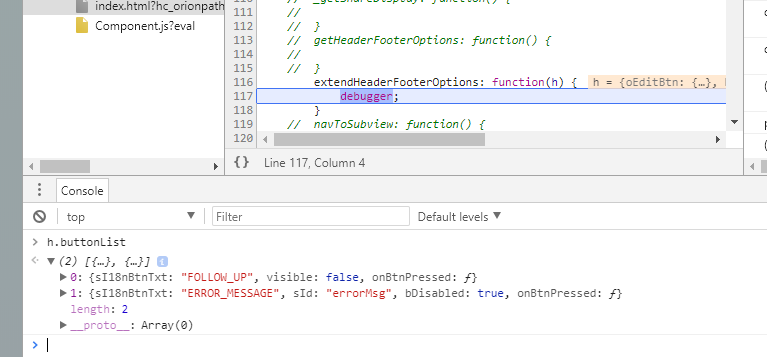 index.html?hc_orionpath
Component.js?eval
110 // _getShareDisplay: function() {
111 //
112 // }
113 // getHeaderFooterOptions: function() {
114 //
115 // }
116 extendHeaderFooterOptions: function(h) { h = {oEditBtn: {…},
117 debugger;
118 }
119 // navToSubview: function() {
120
{} Line 117, Column 4
Console
top Filter Default levels
> h.buttonList
(2) [{…}, {…}] i
0: {sI18nBtnTxt: "FOLLOW_UP", visible: false, onBtnPressed: ƒ}
1: {sI18nBtnTxt: "ERROR_MESSAGE", sId: "errorMsg", bDisabled: true, onBtnPressed: ƒ}
length: 2
__proto__: Array(0)
>